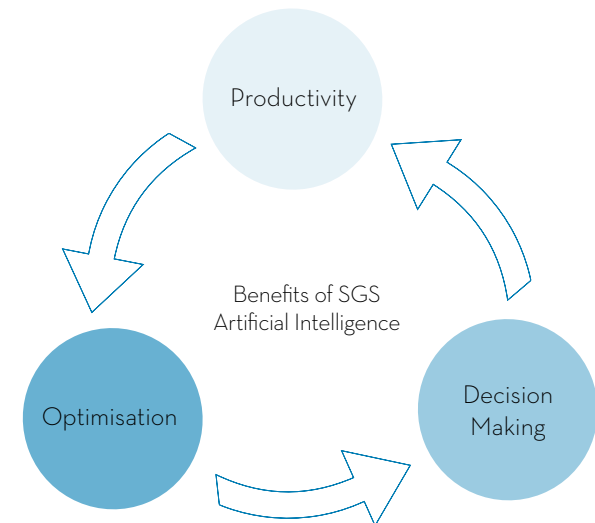 Productivity
Benefits of SGS
Artificial Intelligence
Optimisation
Decision
Making